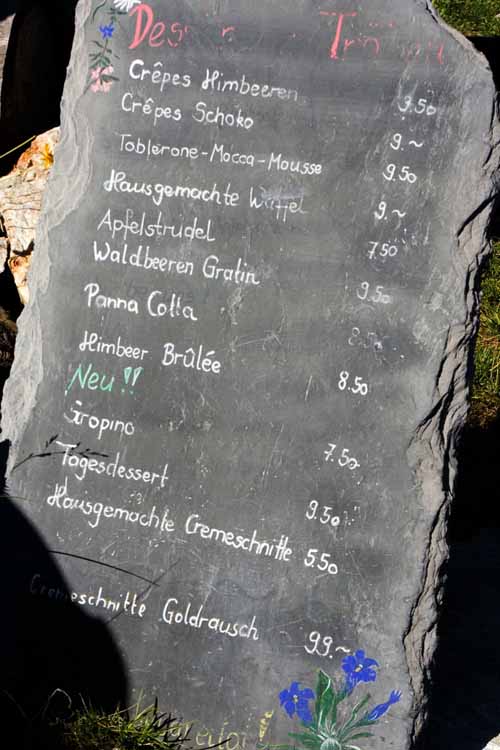 Crêpes Himbeeren 9.50
Crêpes Schoko 9.~
Toblerone-Mocca-Mousse 9.50
Hausgemachte Waffel 9.~
Apfelstrudel 7.50
Waldbeeren Gratin 9.50
Panna Cotta 8.50
Himbeer Brûlée 8.50
Neu!!
Gropino 7.50
Tagesdessert 9.50
Hausgemachte Cremeschnitte 5.50
Cremeschnitte Goldrausch 99.~